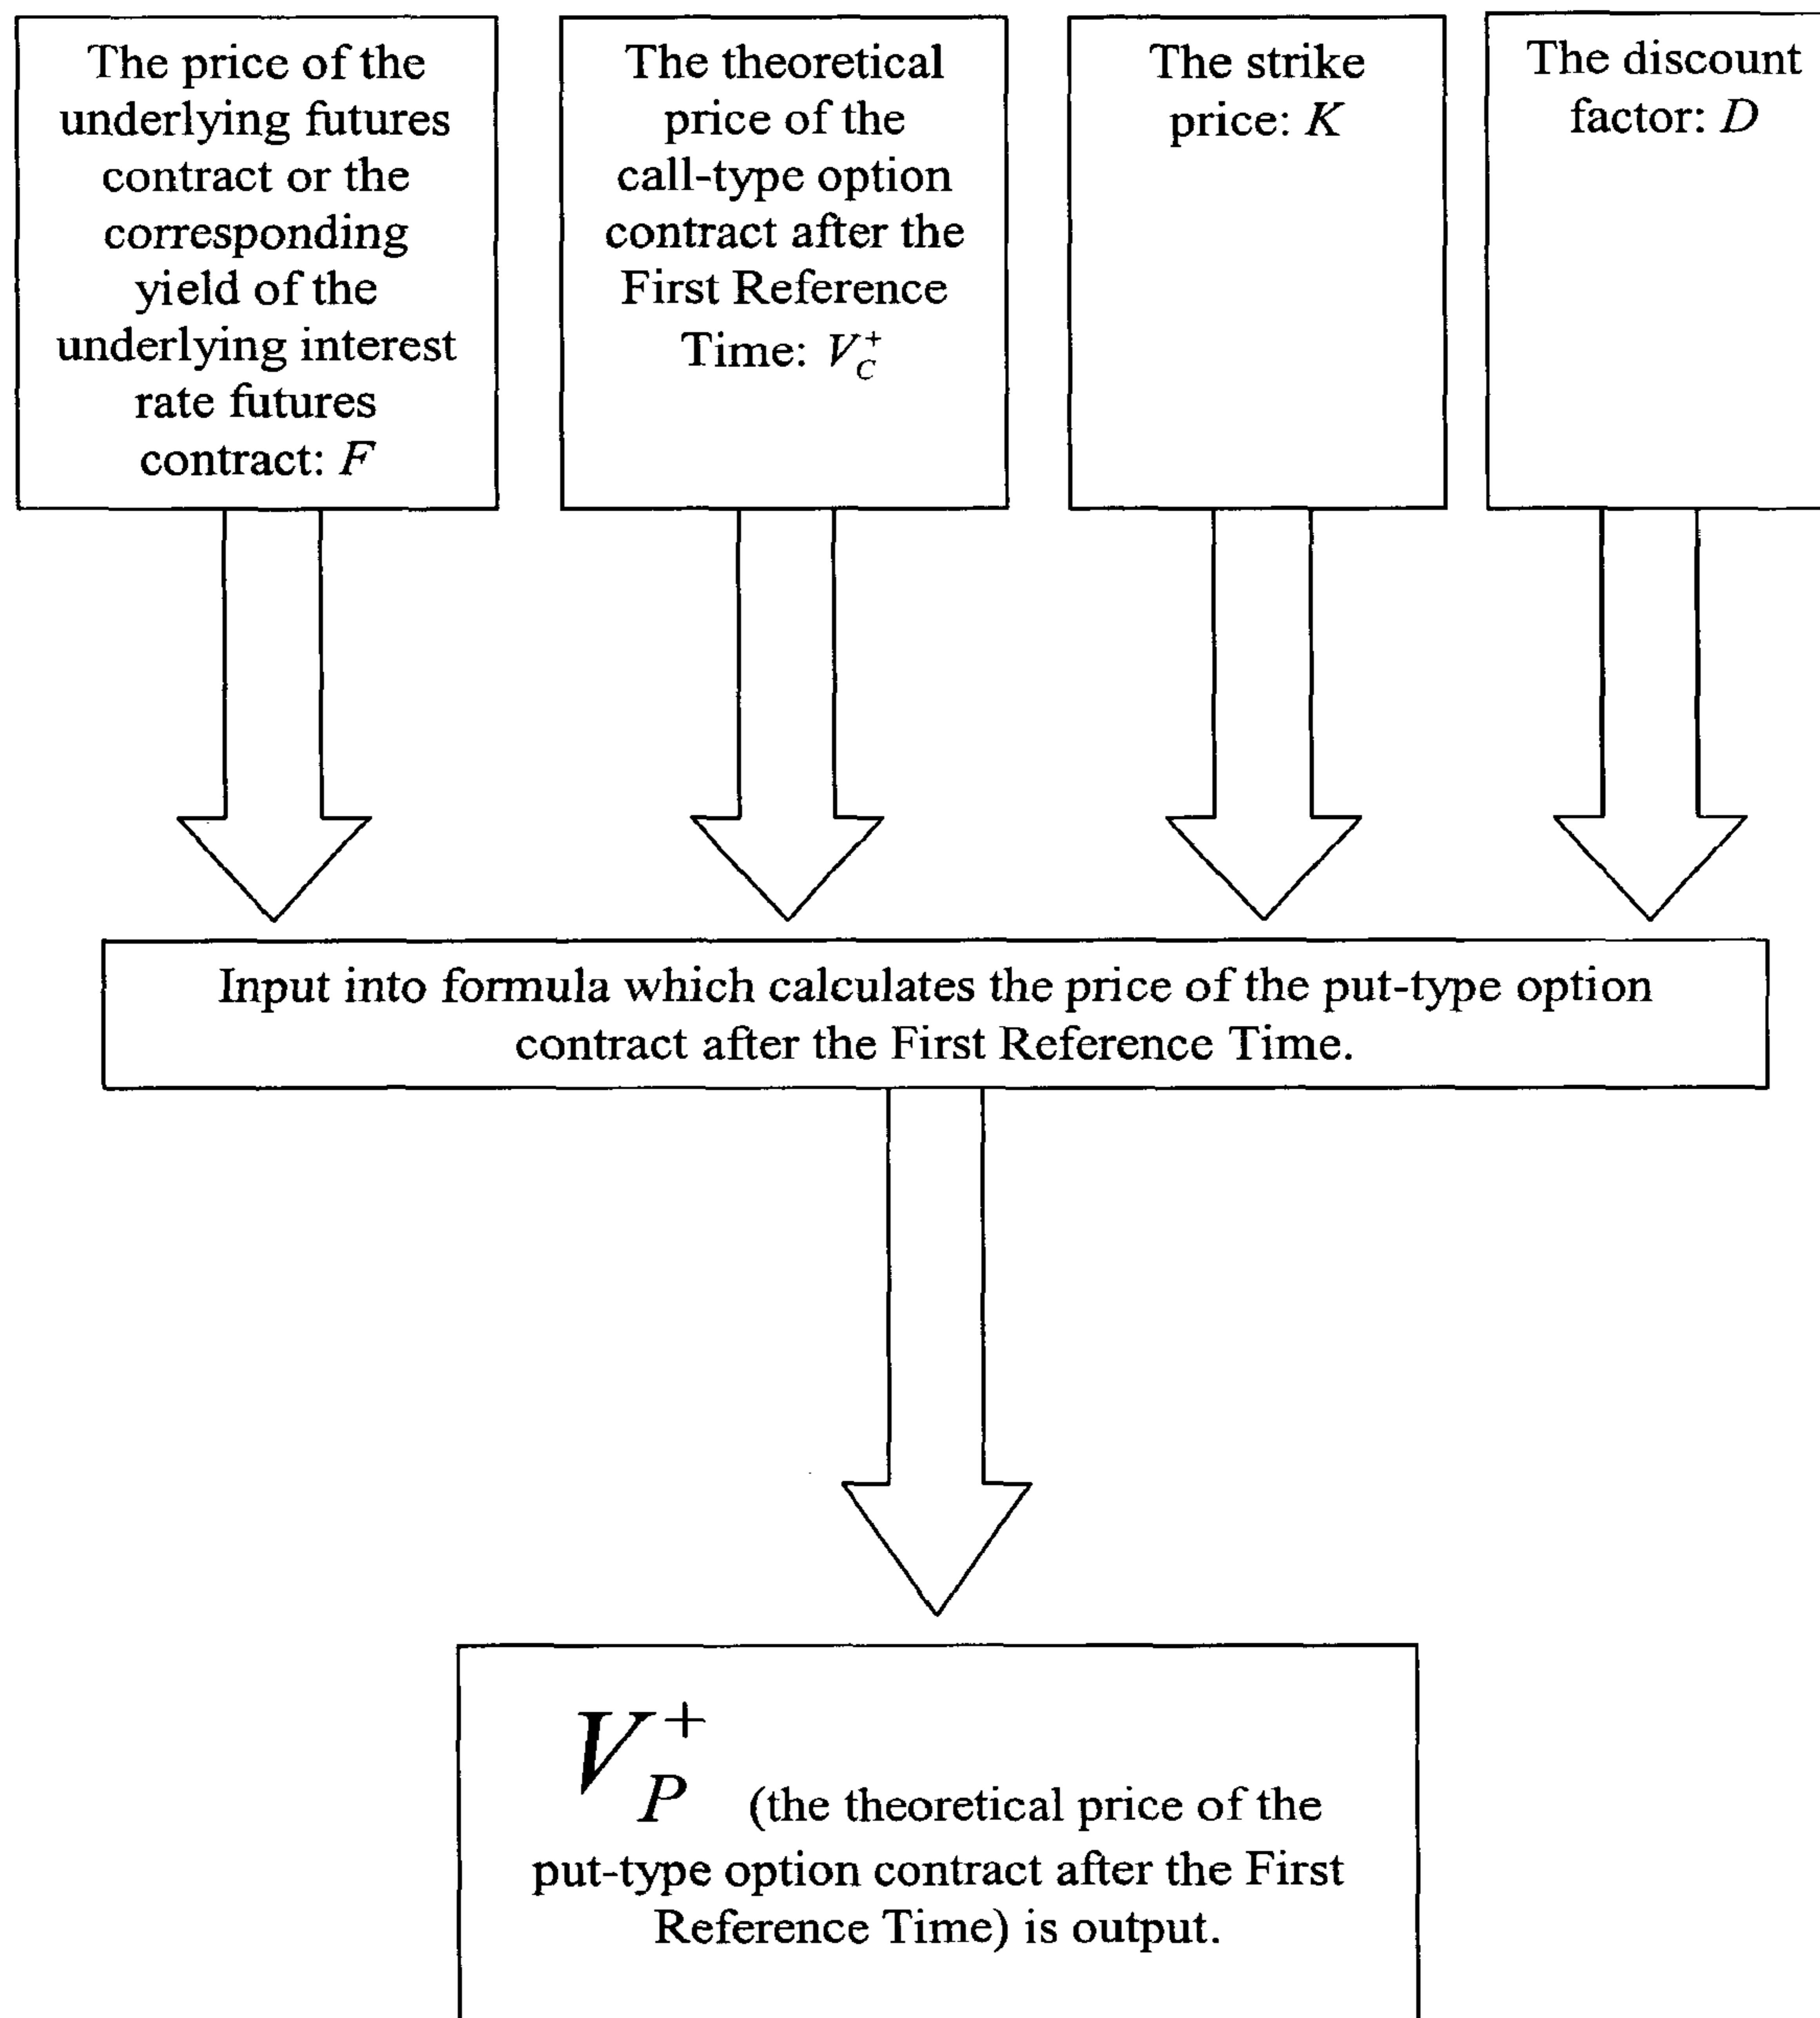 The price of the
underlying futures
contract or the
corresponding
yield of the
underlying interest
rate futures
contract: F
The theoretical
price of the
call-type option
contract after the
First Reference
Time: V_C^+
The strike
price: K
The discount
factor: D
Input into formula which calculates the price of the put-type option
contract after the First Reference Time.
V_P^+ (the theoretical price of the
put-type option contract after the First
Reference Time) is output.